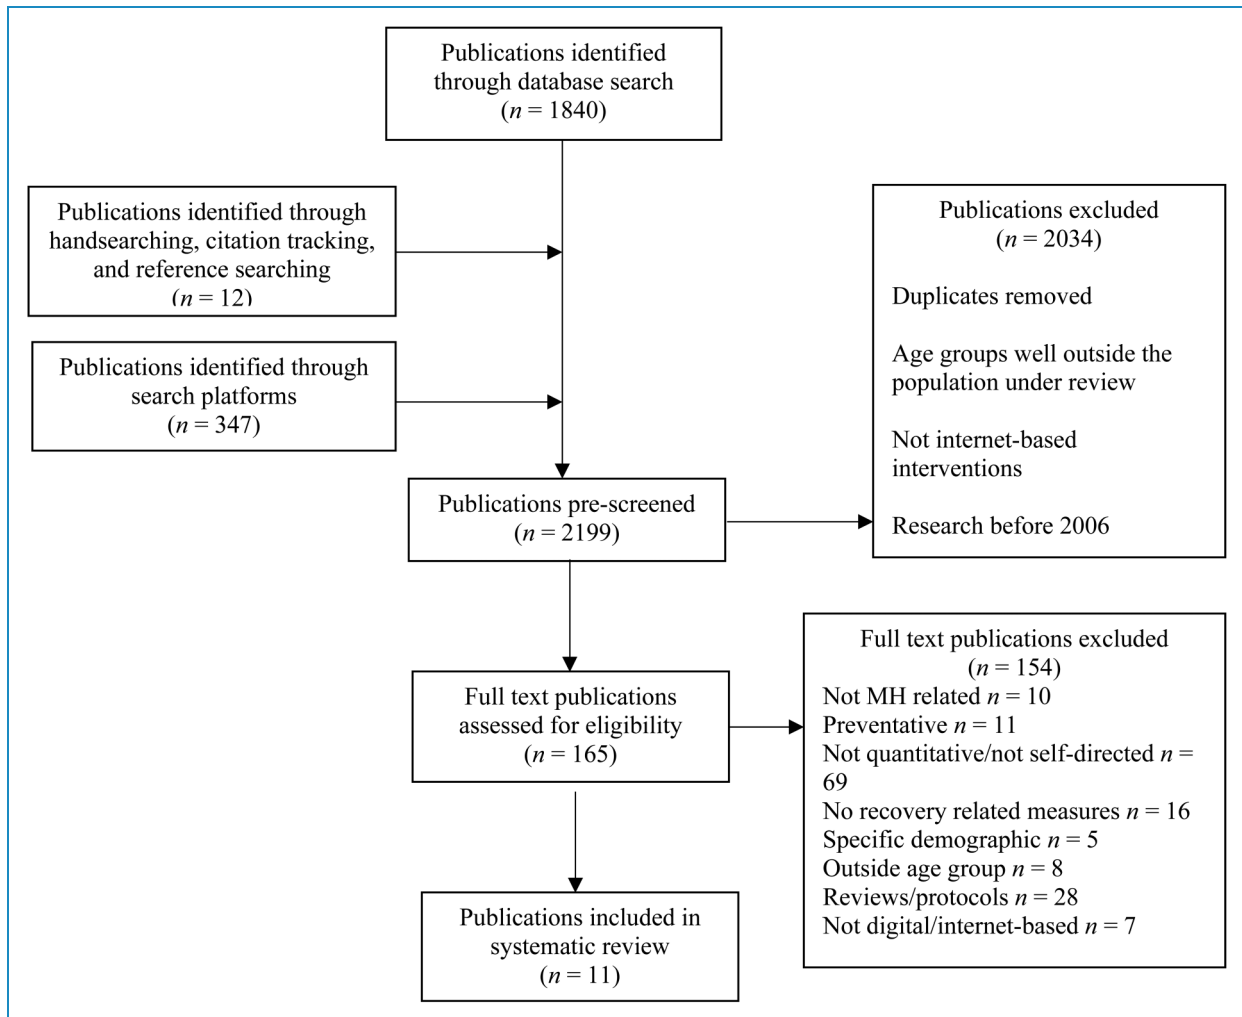 Publications identified
through database search
(n = 1840)
Publications identified through
handsearching, citation tracking,
and reference searching
(n = 12)
Publications identified through
search platforms
(n = 347)
Publications pre-screened
(n = 2199)
Publications excluded
(n = 2034)
Duplicates removed
Age groups well outside the
population under review
Not internet-based
interventions
Research before 2006
Full text publications
assessed for eligibility
(n = 165)
Full text publications excluded
(n = 154)
Not MH related n = 10
Preventative n = 11
Not quantitative/not self-directed n =
69
No recovery related measures n = 16
Specific demographic n = 5
Outside age group n = 8
Reviews/protocols n = 28
Not digital/internet-based n = 7
Publications included in
systematic review
(n = 11)